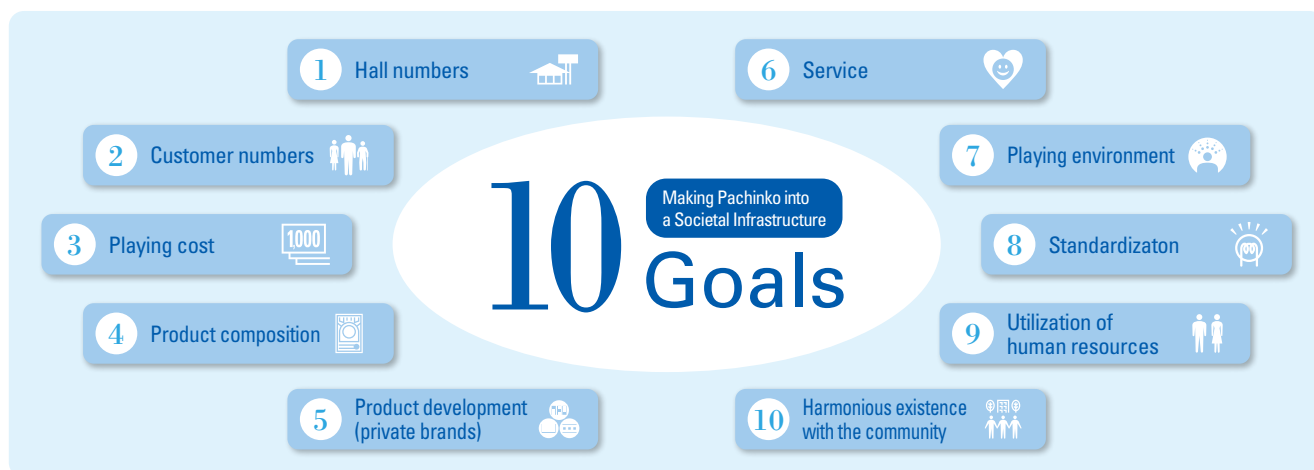 10
Making Pachinko into
a Societal Infrastructure
Goals
1 Hall numbers
2 Customer numbers
3 Playing cost
1,000
4 Product composition
5 Product development
(private brands)
6 Service
7 Playing environment
8 Standardizaton
9 Utilization of
human resources
10 Harmonious existence
with the community